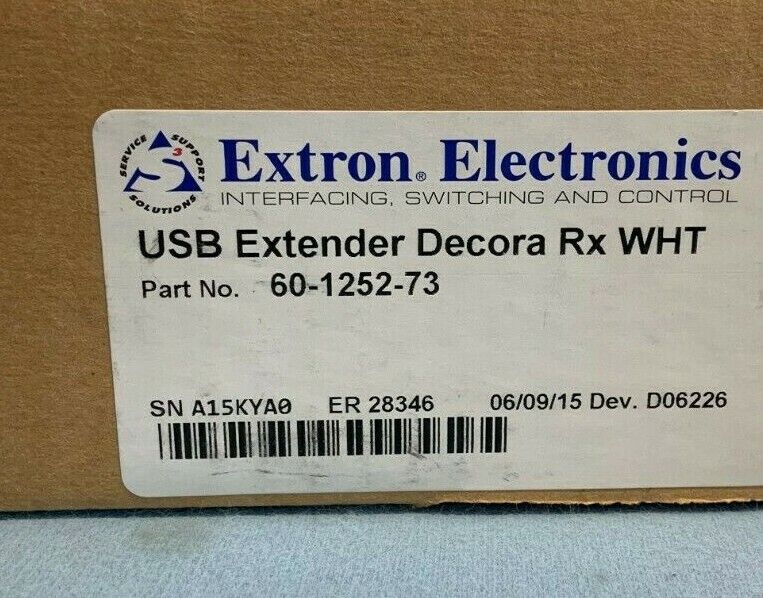 SERVICE SUPPORT SOLUTIONS
S3
Extron® Electronics
INTERFACING, SWITCHING AND CONTROL
USB Extender Decora Rx WHT
Part No. 60-1252-73
SN A15KYA0 ER 28346 06/09/15 Dev. D06226